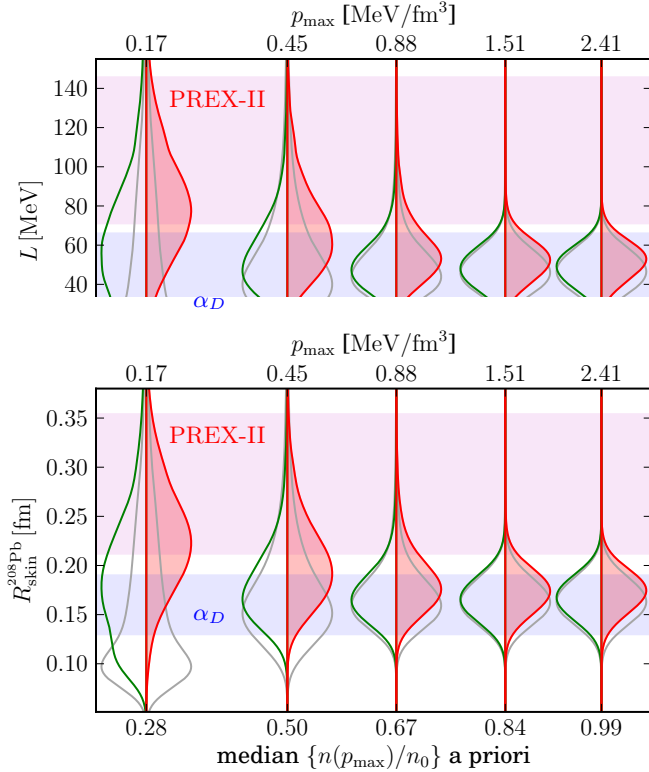 p_max [MeV/fm³]
0.17 0.45 0.88 1.51 2.41
140
PREX-II
120
100
80
L [MeV]
60
40
α_D
p_max [MeV/fm³]
0.17 0.45 0.88 1.51 2.41
0.35
PREX-II
0.30
0.25
R_skin^208Pb [fm]
0.20
0.15
α_D
0.10
0.28 0.50 0.67 0.84 0.99
median {n(p_max)/n_0} a priori